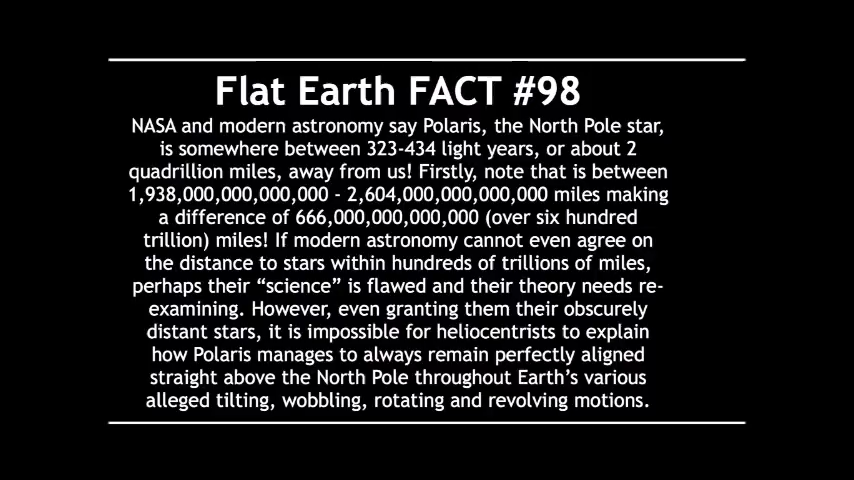 Flat Earth FACT #98
NASA and modern astronomy say Polaris, the North Pole star,
is somewhere between 323-434 light years, or about 2
quadrillion miles, away from us! Firstly, note that is between
1,938,000,000,000,000 - 2,604,000,000,000,000 miles making
a difference of 666,000,000,000,000 (over six hundred
trillion) miles! If modern astronomy cannot even agree on
the distance to stars within hundreds of trillions of miles,
perhaps their “science” is flawed and their theory needs re-
examining. However, even granting them their obscurely
distant stars, it is impossible for heliocentrists to explain
how Polaris manages to always remain perfectly aligned
straight above the North Pole throughout Earth’s various
alleged tilting, wobbling, rotating and revolving motions.